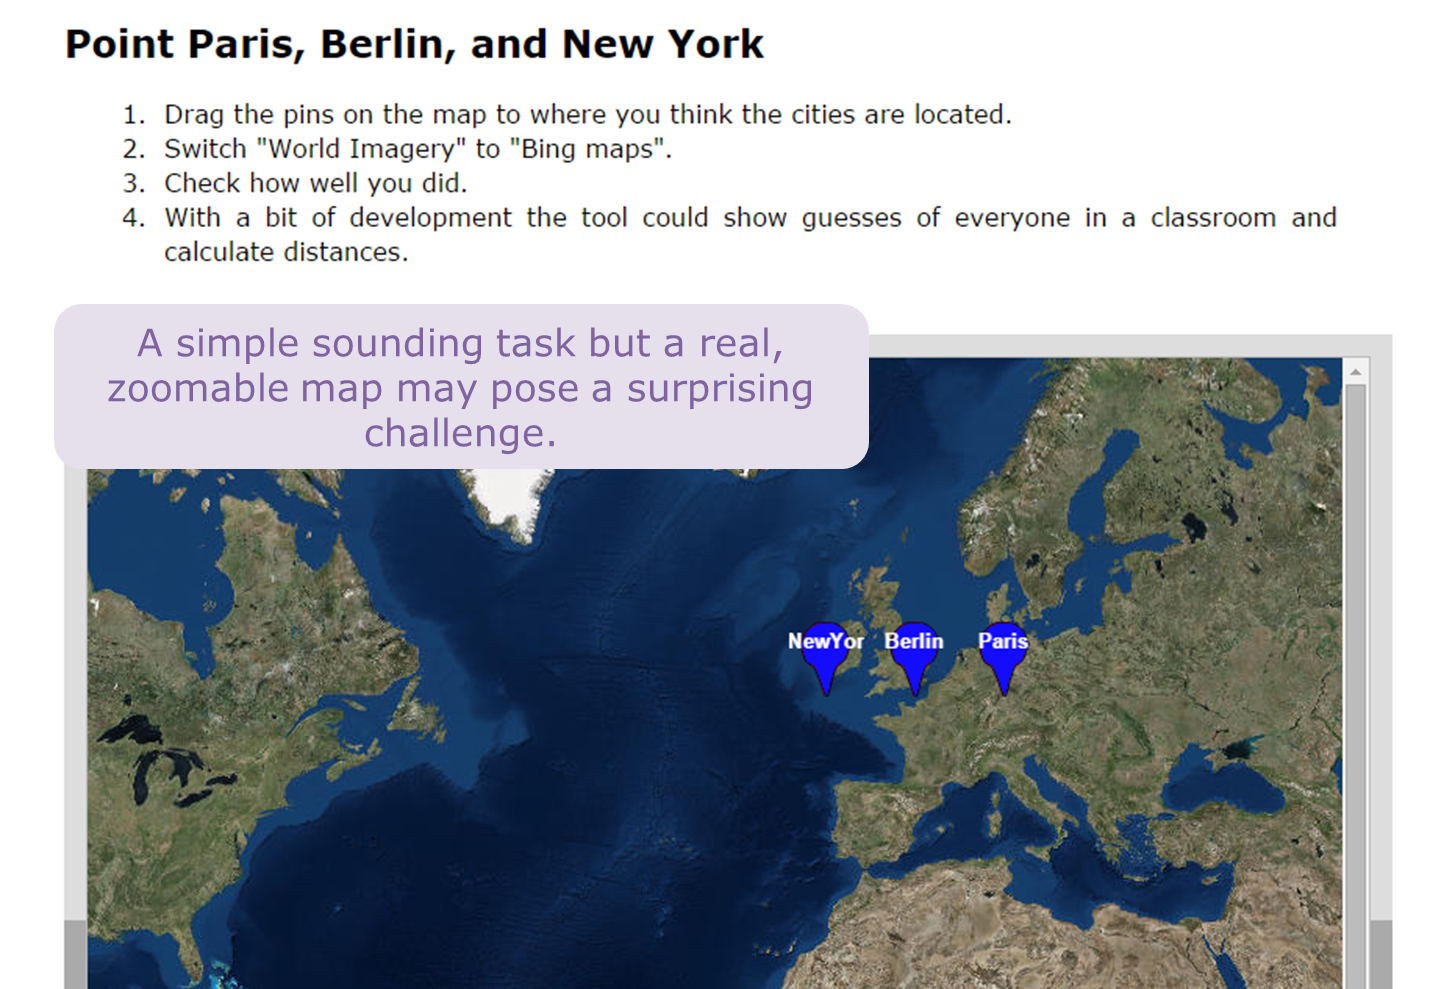 Point Paris, Berlin, and New York
1. Drag the pins on the map to where you think the cities are located.
2. Switch "World Imagery" to "Bing maps".
3. Check how well you did.
4. With a bit of development the tool could show guesses of everyone in a classroom and
calculate distances.
A simple sounding task but a real,
zoomable map may pose a surprising
challenge.
NewYor Berlin Paris